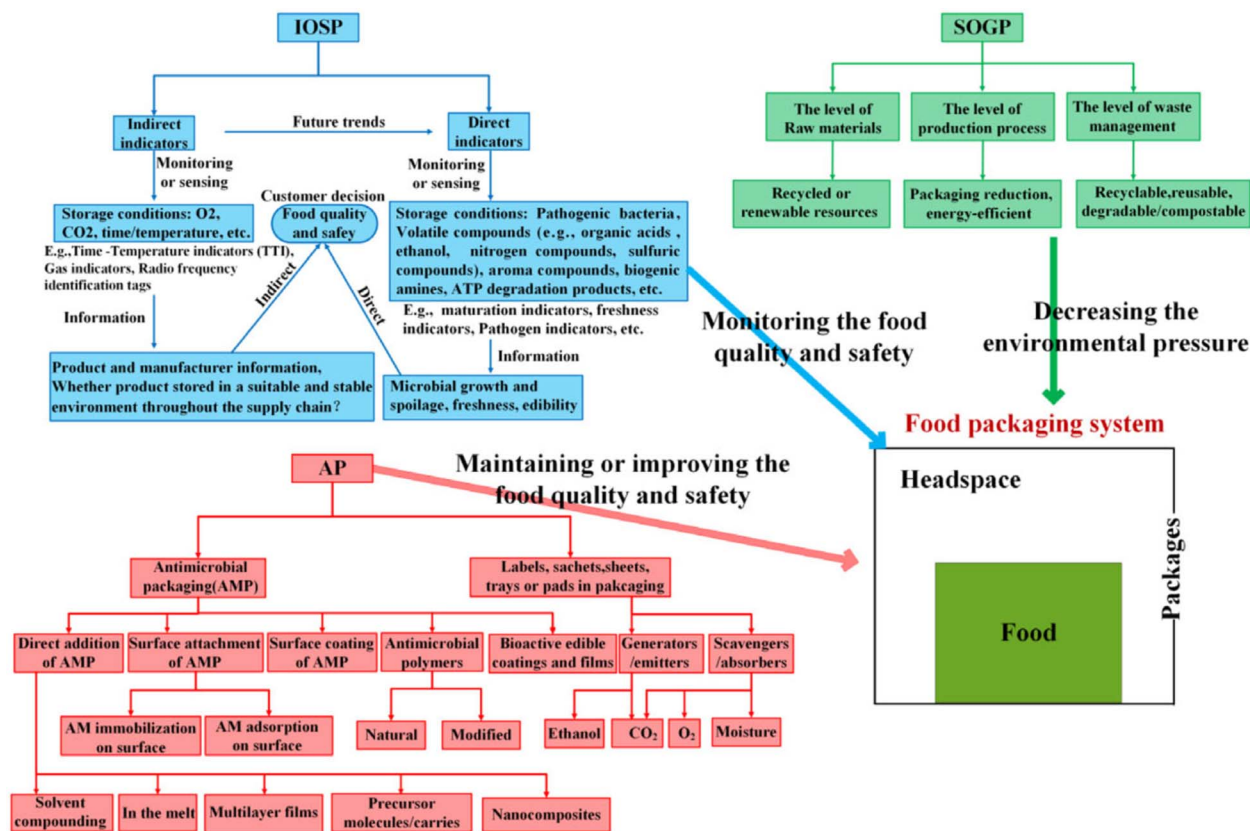 IOSP
Indirect
indicators
Future trends
Direct
indicators
Monitoring
or sensing
Monitoring
or sensing
Customer decision
Food quality
and safey
Storage conditions: O2,
CO2, time/temperature, etc.
E.g.,Time -Temperature indicators (TTI),
Gas indicators, Radio frequency
identification tags
Storage conditions: Pathogenic bacteria,
Volatile compounds (e.g., organic acids ,
ethanol, nitrogen compounds, sulfuric
compounds), aroma compounds, biogenic
amines, ATP degradation products, etc.
E.g., maturation indicators, freshness
indicators, Pathogen indicators, etc.
Information
Indirect
Direct
Information
Product and manufacturer information,
Whether product stored in a suitable and stable
environment throughout the supply chain?
Microbial growth and
spoilage, freshness, edibility
SOGP
The level of
Raw materials
The level of
production process
The level of waste
management
Recycled or
renewable resources
Packaging reduction,
energy-efficient
Recyclable,reusable,
degradable/compostable
Monitoring the food
quality and safety
Decreasing the
environmental pressure
Food packaging system
Headspace
Packages
Food
AP
Maintaining or improving the
food quality and safety
Antimicrobial
packaging(AMP)
Labels, sachets,sheets,
trays or pads in pakcaging
Direct addition
of AMP
Surface attachment
of AMP
Surface coating
of AMP
Antimicrobial
polymers
Bioactive edible
coatings and films
Generators
/emitters
Scavengers
/absorbers
AM immobilization
on surface
AM adsorption
on surface
Natural
Modified
Ethanol
CO₂
O₂
Moisture
Solvent
compounding
In the melt
Multilayer films
Precursor
molecules/carries
Nanocomposites